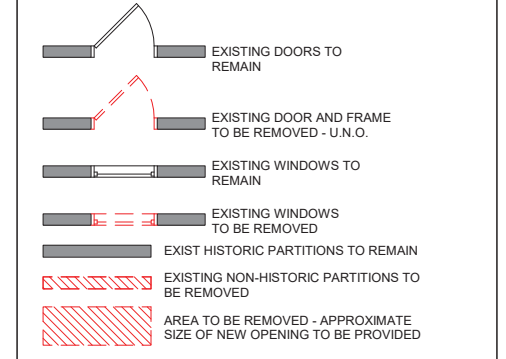 EXISTING DOORS TO
REMAIN
EXISTING DOOR AND FRAME
TO BE REMOVED - U.N.O.
EXISTING WINDOWS TO
REMAIN
EXISTING WINDOWS
TO BE REMOVED
EXIST HISTORIC PARTITIONS TO REMAIN
EXISTING NON-HISTORIC PARTITIONS TO
BE REMOVED
AREA TO BE REMOVED - APPROXIMATE
SIZE OF NEW OPENING TO BE PROVIDED